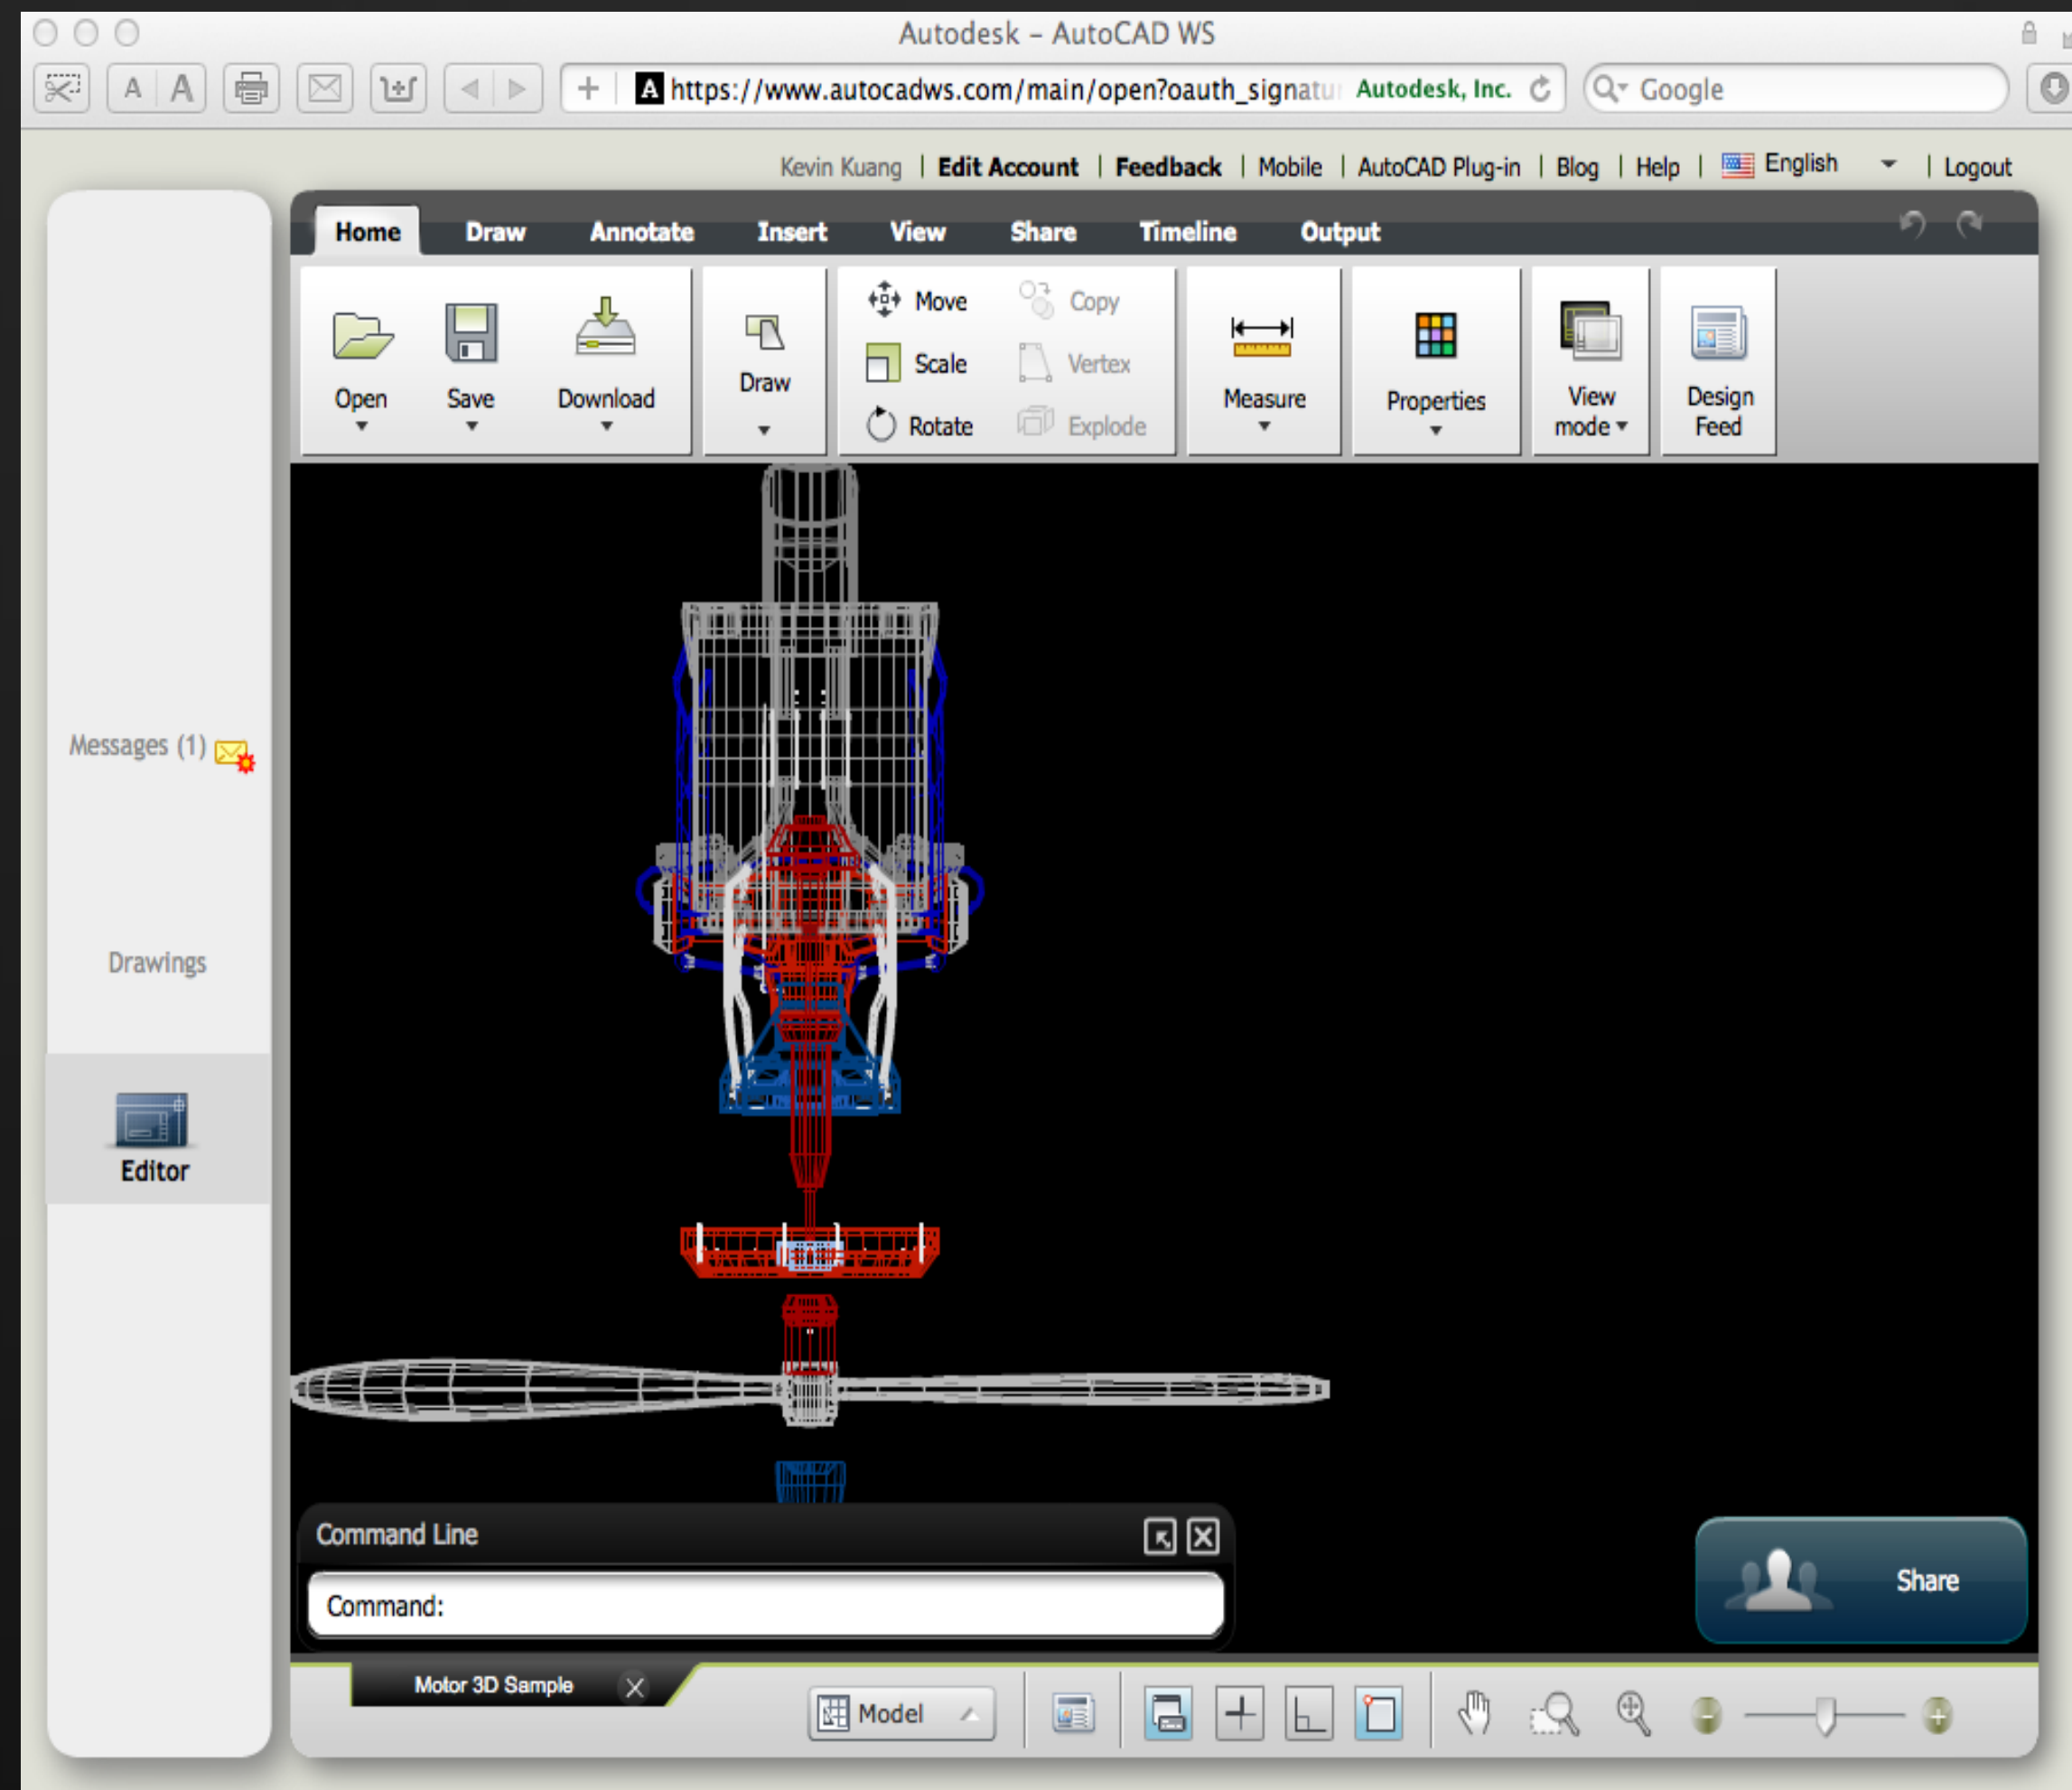 Autodesk – AutoCAD WS
A A + A https://www.autocadws.com/main/open?oauth_signatu Autodesk, Inc. Google
Kevin Kuang | Edit Account | Feedback | Mobile | AutoCAD Plug-in | Blog | Help | English | Logout
Home Draw Annotate Insert View Share Timeline Output
Move Copy
Scale Vertex
Open Save Download Draw Measure Properties View mode Design Feed
Rotate Explode
Messages (1)
Drawings
Editor
Command Line
Command:
Share
Motor 3D Sample
Model